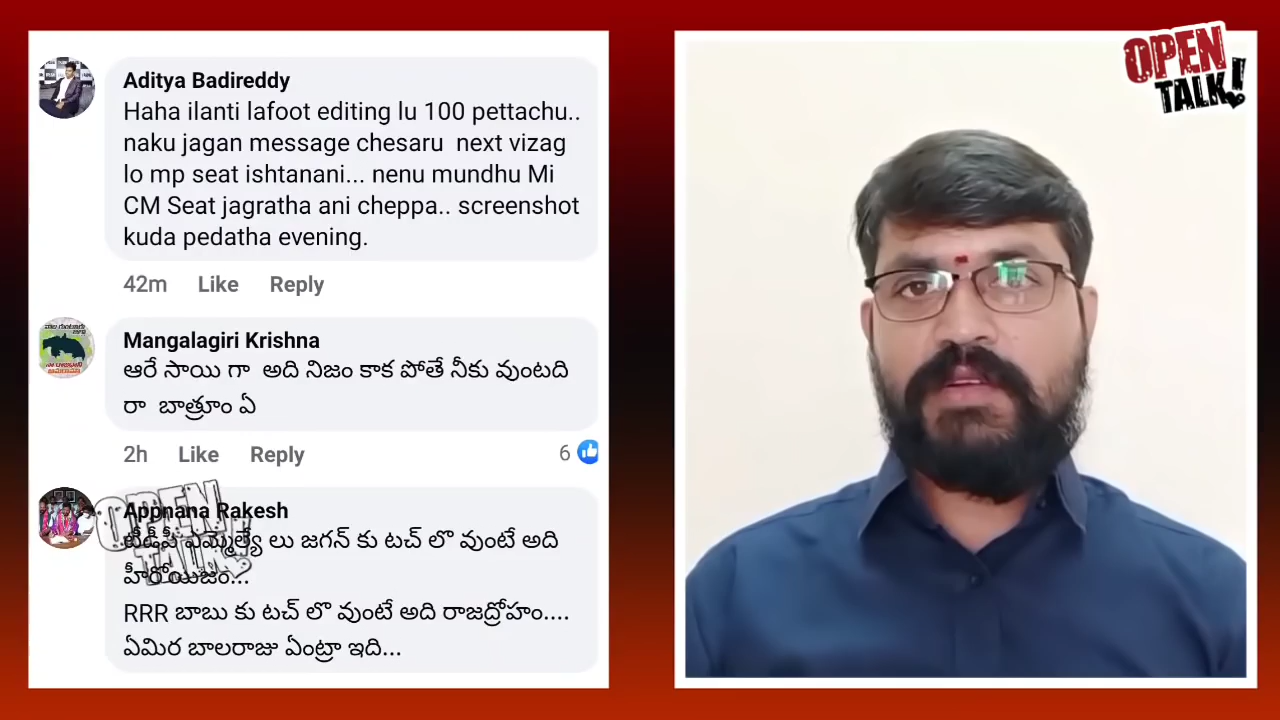 OPEN
TALK!
Aditya Badireddy
Haha ilanti lafoot editing lu 100 pettachu..
naku jagan message chesaru next vizag
lo mp seat ishtanani... nenu mundhu Mi
CM Seat jagratha ani cheppa.. screenshot
kuda pedatha evening.
42m Like Reply
Mangalagiri Krishna
ఆరే సాయి గా అది నిజం కాక పోతే నీకు వుంటది
రా బాత్రూం ఏ
2h Like Reply 6
Appnana Rakesh
టీడీపీ ఎమ్మెల్యే లు జగన్ కు టచ్ లొ వుంటే అది
హీరోయిజం...
RRR బాబు కు టచ్ లొ వుంటే అది రాజద్రోహం....
ఏమిర బాలరాజు ఏంట్రా ఇది...
OPEN
TALK!